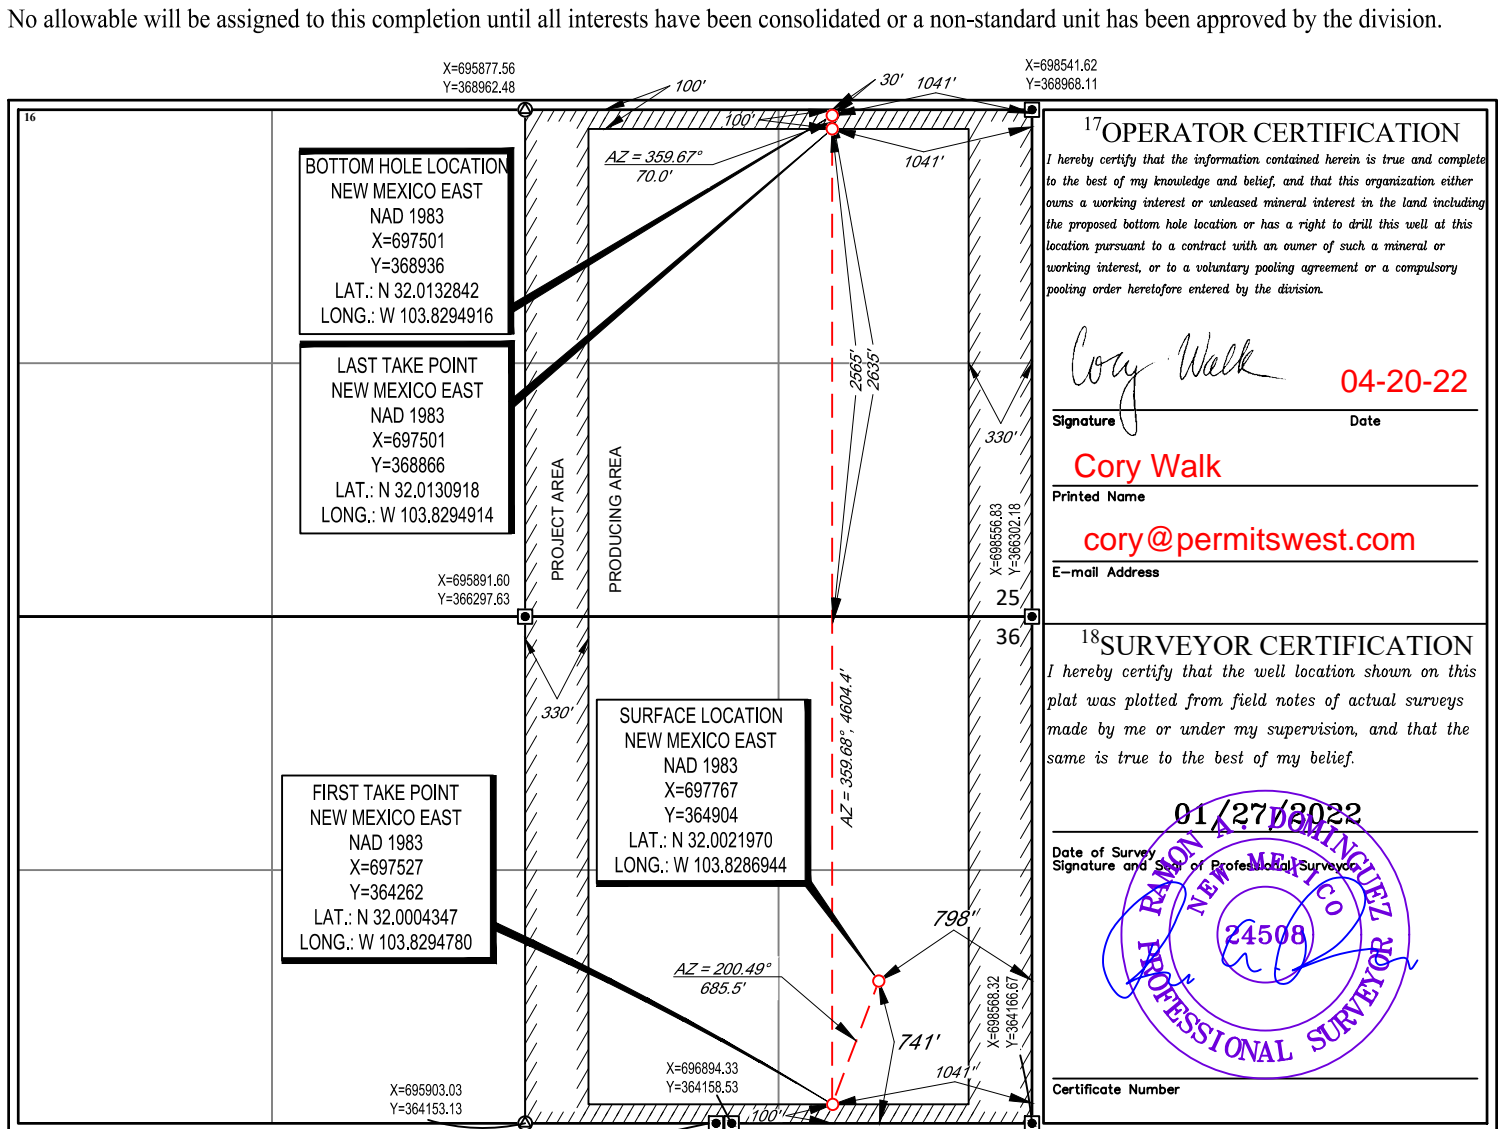 No allowable will be assigned to this completion until all interests have been consolidated or a non-standard unit has been approved by the division.
X=695877.56
Y=368962.48
100'
30'
1041'
X=698541.62
Y=368968.11
16
100'
AZ = 359.67°
70.0'
1041'
BOTTOM HOLE LOCATION
NEW MEXICO EAST
NAD 1983
X=697501
Y=368936
LAT.: N 32.0132842
LONG.: W 103.8294916
LAST TAKE POINT
NEW MEXICO EAST
NAD 1983
X=697501
Y=368866
LAT.: N 32.0130918
LONG.: W 103.8294914
2565'
2635'
330'
PROJECT AREA
PRODUCING AREA
X=698556.83
Y=366302.18
X=695891.60
Y=366297.63
25
36
330'
SURFACE LOCATION
NEW MEXICO EAST
NAD 1983
X=697767
Y=364904
LAT.: N 32.0021970
LONG.: W 103.8286944
AZ = 359.68°, 4604.4'
FIRST TAKE POINT
NEW MEXICO EAST
NAD 1983
X=697527
Y=364262
LAT.: N 32.0004347
LONG.: W 103.8294780
798'
AZ = 200.49°
685.5'
741'
X=698568.32
Y=364166.67
X=696894.33
Y=364158.53
1041'
X=695903.03
Y=364153.13
100'
17OPERATOR CERTIFICATION
I hereby certify that the information contained herein is true and complete
to the best of my knowledge and belief, and that this organization either
owns a working interest or unleased mineral interest in the land including
the proposed bottom hole location or has a right to drill this well at this
location pursuant to a contract with an owner of such a mineral or
working interest, or to a voluntary pooling agreement or a compulsory
pooling order heretofore entered by the division.
Cory Walk
04-20-22
Signature
Date
Cory Walk
Printed Name
cory@permitswest.com
E-mail Address
18SURVEYOR CERTIFICATION
I hereby certify that the well location shown on this
plat was plotted from field notes of actual surveys
made by me or under my supervision, and that the
same is true to the best of my belief.
01/27/2022
Date of Survey
Signature and Seal of Professional Surveyor
RAMON A. DOMINGUEZ
NEW MEXICO
24508
PROFESSIONAL SURVEYOR
Certificate Number